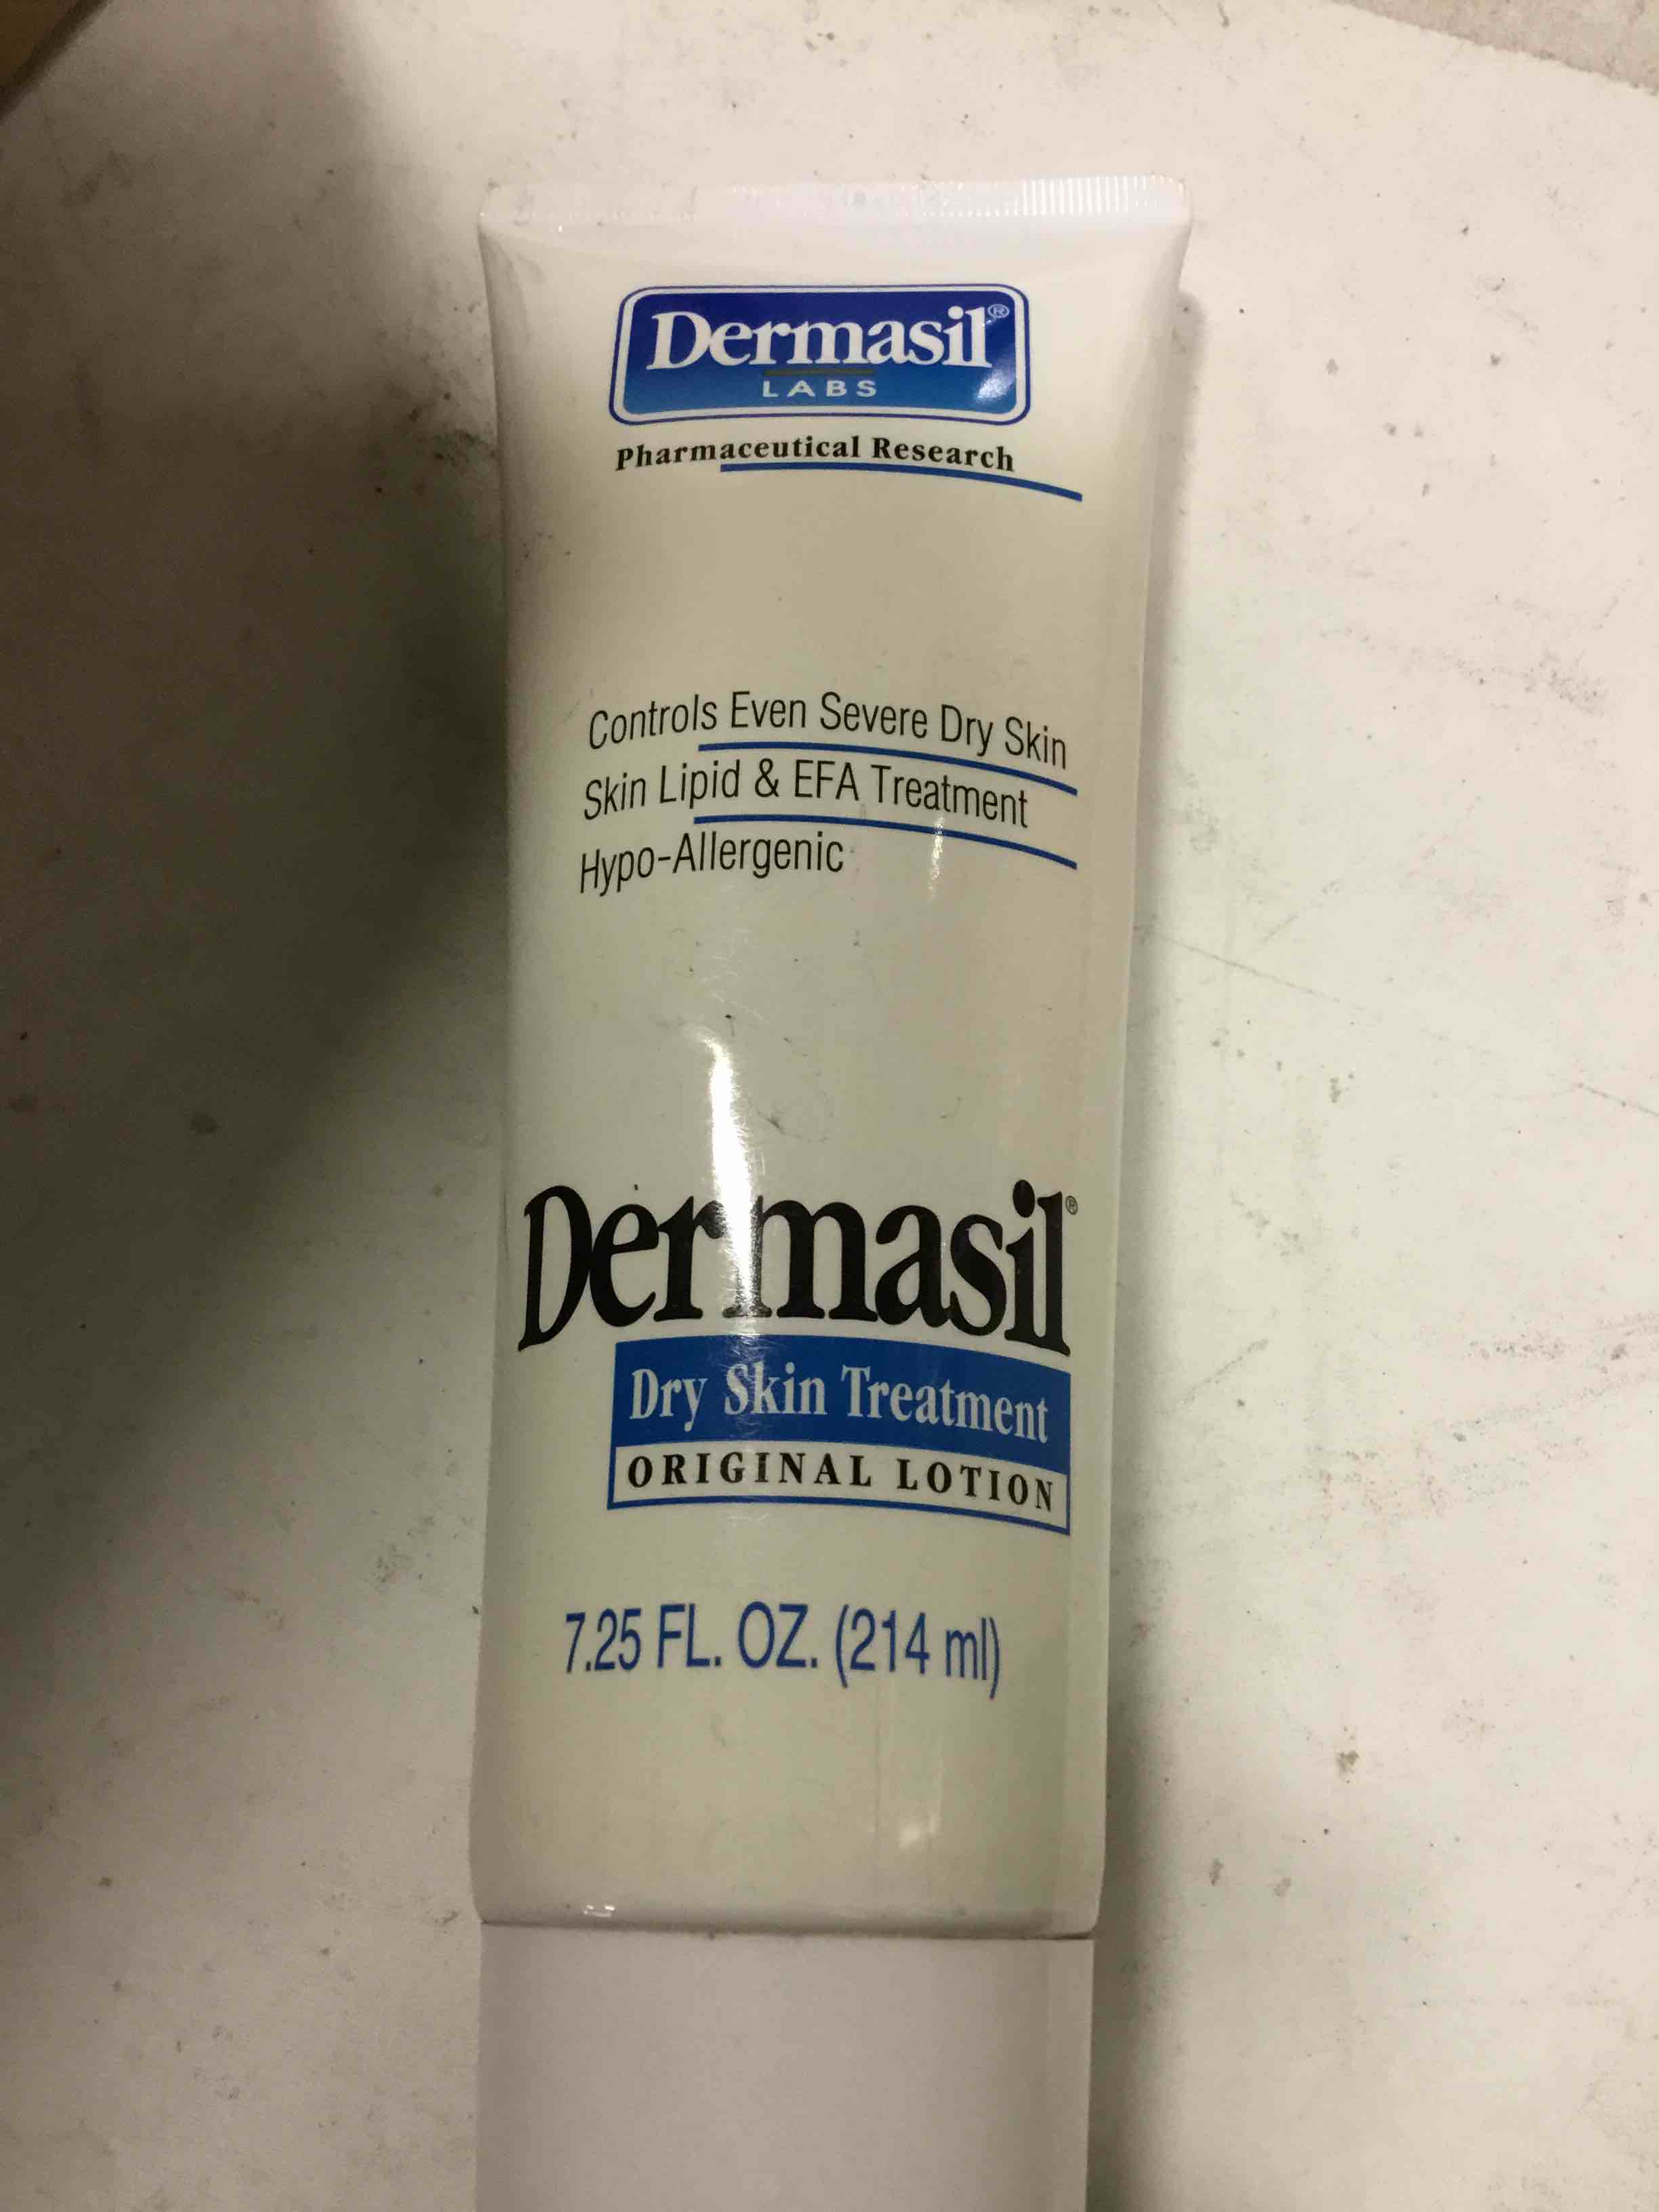 Dermasil®
LABS
Pharmaceutical Research
Controls Even Severe Dry Skin
Skin Lipid & EFA Treatment
Hypo-Allergenic
Dermasil®
Dry Skin Treatment
ORIGINAL LOTION
7.25 FL. OZ. (214 ml)